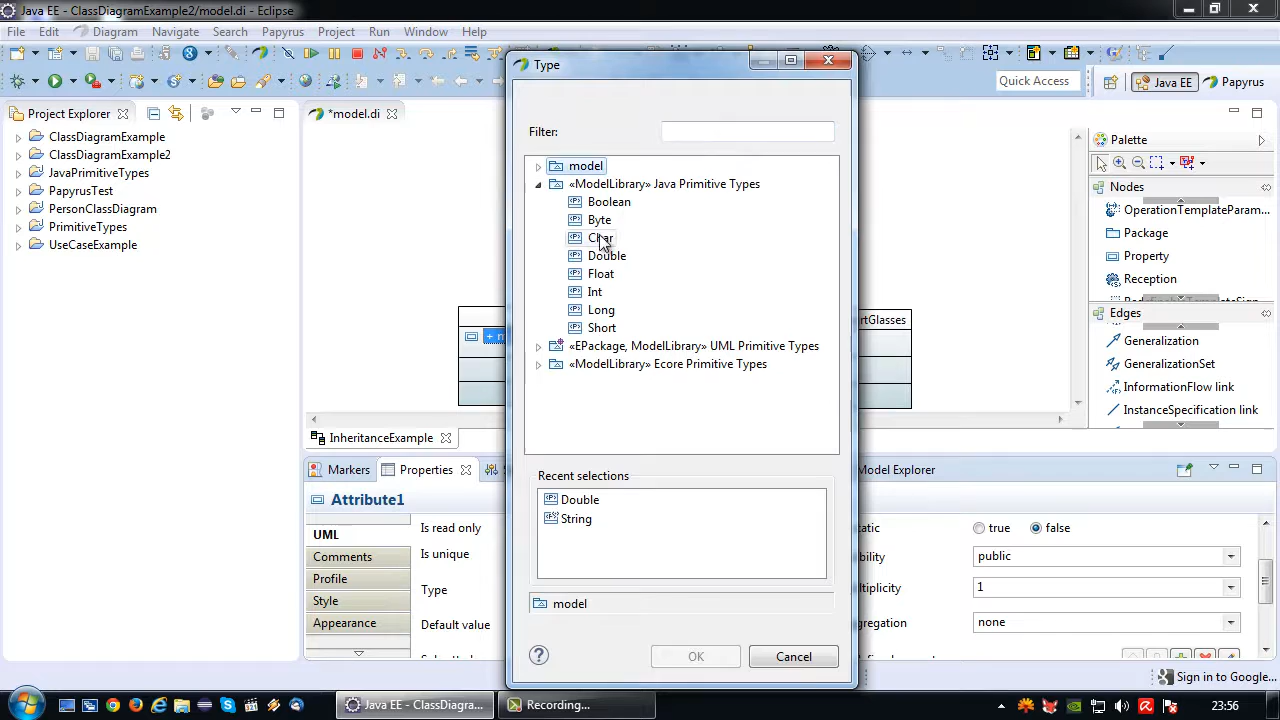 Java EE - ClassDiagramExample2/model.di - Eclipse
File Edit Diagram Navigate Search Papyrus Project Run Window Help
Quick Access
Java EE
Papyrus
Project Explorer
ClassDiagramExample
ClassDiagramExample2
JavaPrimitiveTypes
PapyrusTest
PersonClassDiagram
PrimitiveTypes
UseCaseExample
*model.di
InheritanceExample
Type
Filter:
model
«ModelLibrary» Java Primitive Types
Boolean
Byte
Char
Double
Float
Int
Long
Short
«EPackage, ModelLibrary» UML Primitive Types
«ModelLibrary» Ecore Primitive Types
Recent selections
Double
String
model
OK
Cancel
Palette
Nodes
OperationTemplateParam...
Package
Property
Reception
Edges
Generalization
GeneralizationSet
InformationFlow link
InstanceSpecification link
Markers
Properties
Model Explorer
Attribute1
UML
Comments
Profile
Style
Appearance
Is read only
Is unique
Type
Default value
true
false
public
1
none
Sign in to Google...
Java EE - ClassDiagra...
Recording...
23:56